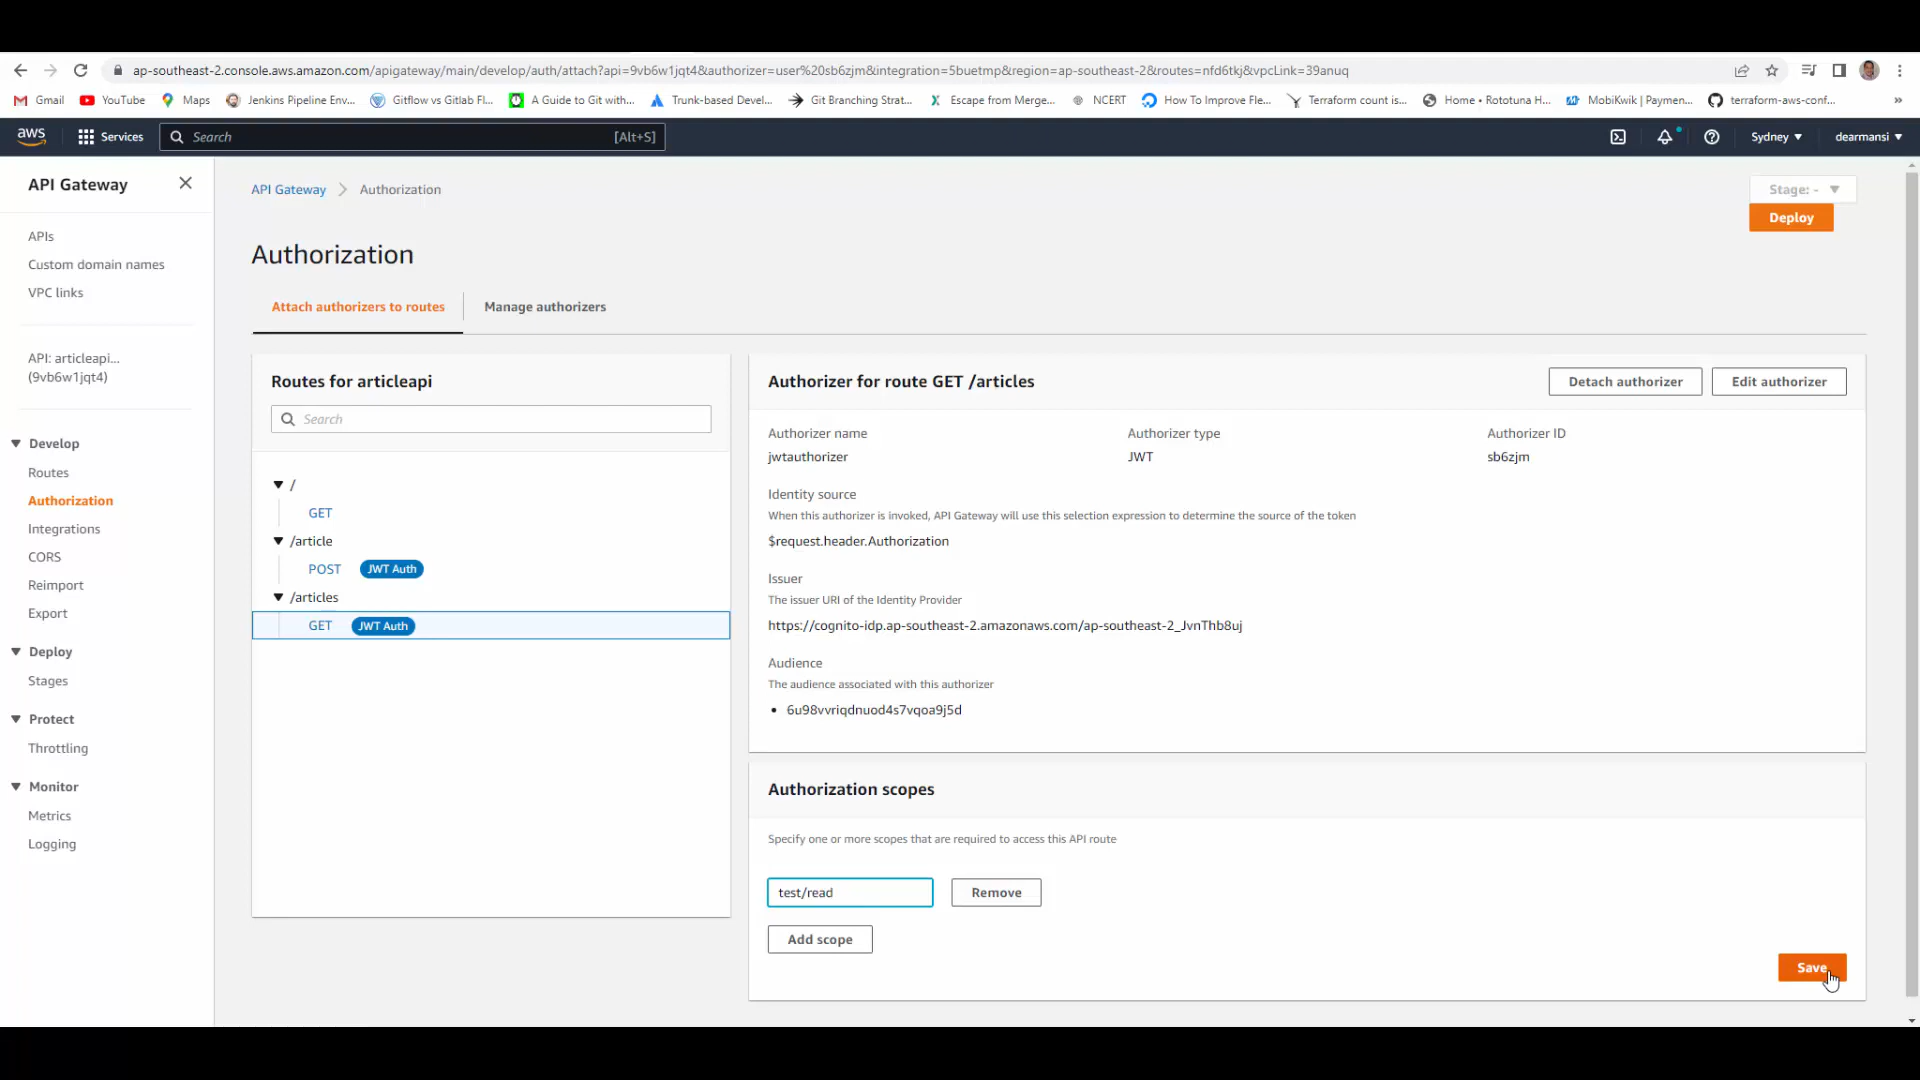 ap-southeast-2.console.aws.amazon.com/apigateway/main/develop/auth/attach?api=9vb6w1jqt4&authorizer=user%20sb6zjm&integration=5buetmp&region=ap-southeast-2&routes=nfd6tkj&vpcLink=39anuq
Gmail YouTube Maps Jenkins Pipeline Env... Gitflow vs Gitlab Fl... A Guide to Git with... Trunk-based Devel... Git Branching Strat... Escape from Merge... NCERT How To Improve Fle... Terraform count is... Home • Rototuna H... MobiKwik | Paymen... terraform-aws-conf... »
aws Services Search [Alt+S] Sydney dearmansi
API Gateway
APIs
Custom domain names
VPC links
API: articleapi...
(9vb6w1jqt4)
Develop
Routes
Authorization
Integrations
CORS
Reimport
Export
Deploy
Stages
Protect
Throttling
Monitor
Metrics
Logging
API Gateway Authorization
Stage: -
Deploy
Authorization
Attach authorizers to routes Manage authorizers
Routes for articleapi
Search
/
GET
/article
POST JWT Auth
/articles
GET JWT Auth
Authorizer for route GET /articles Detach authorizer Edit authorizer
Authorizer name Authorizer type Authorizer ID
jwtauthorizer JWT sb6zjm
Identity source
When this authorizer is invoked, API Gateway will use this selection expression to determine the source of the token
$request.header.Authorization
Issuer
The issuer URI of the Identity Provider
https://cognito-idp.ap-southeast-2.amazonaws.com/ap-southeast-2_JvnThb8uj
Audience
The audience associated with this authorizer
• 6u98vvriqdnuod4s7vqoa9j5d
Authorization scopes
Specify one or more scopes that are required to access this API route
test/read Remove
Add scope
Save